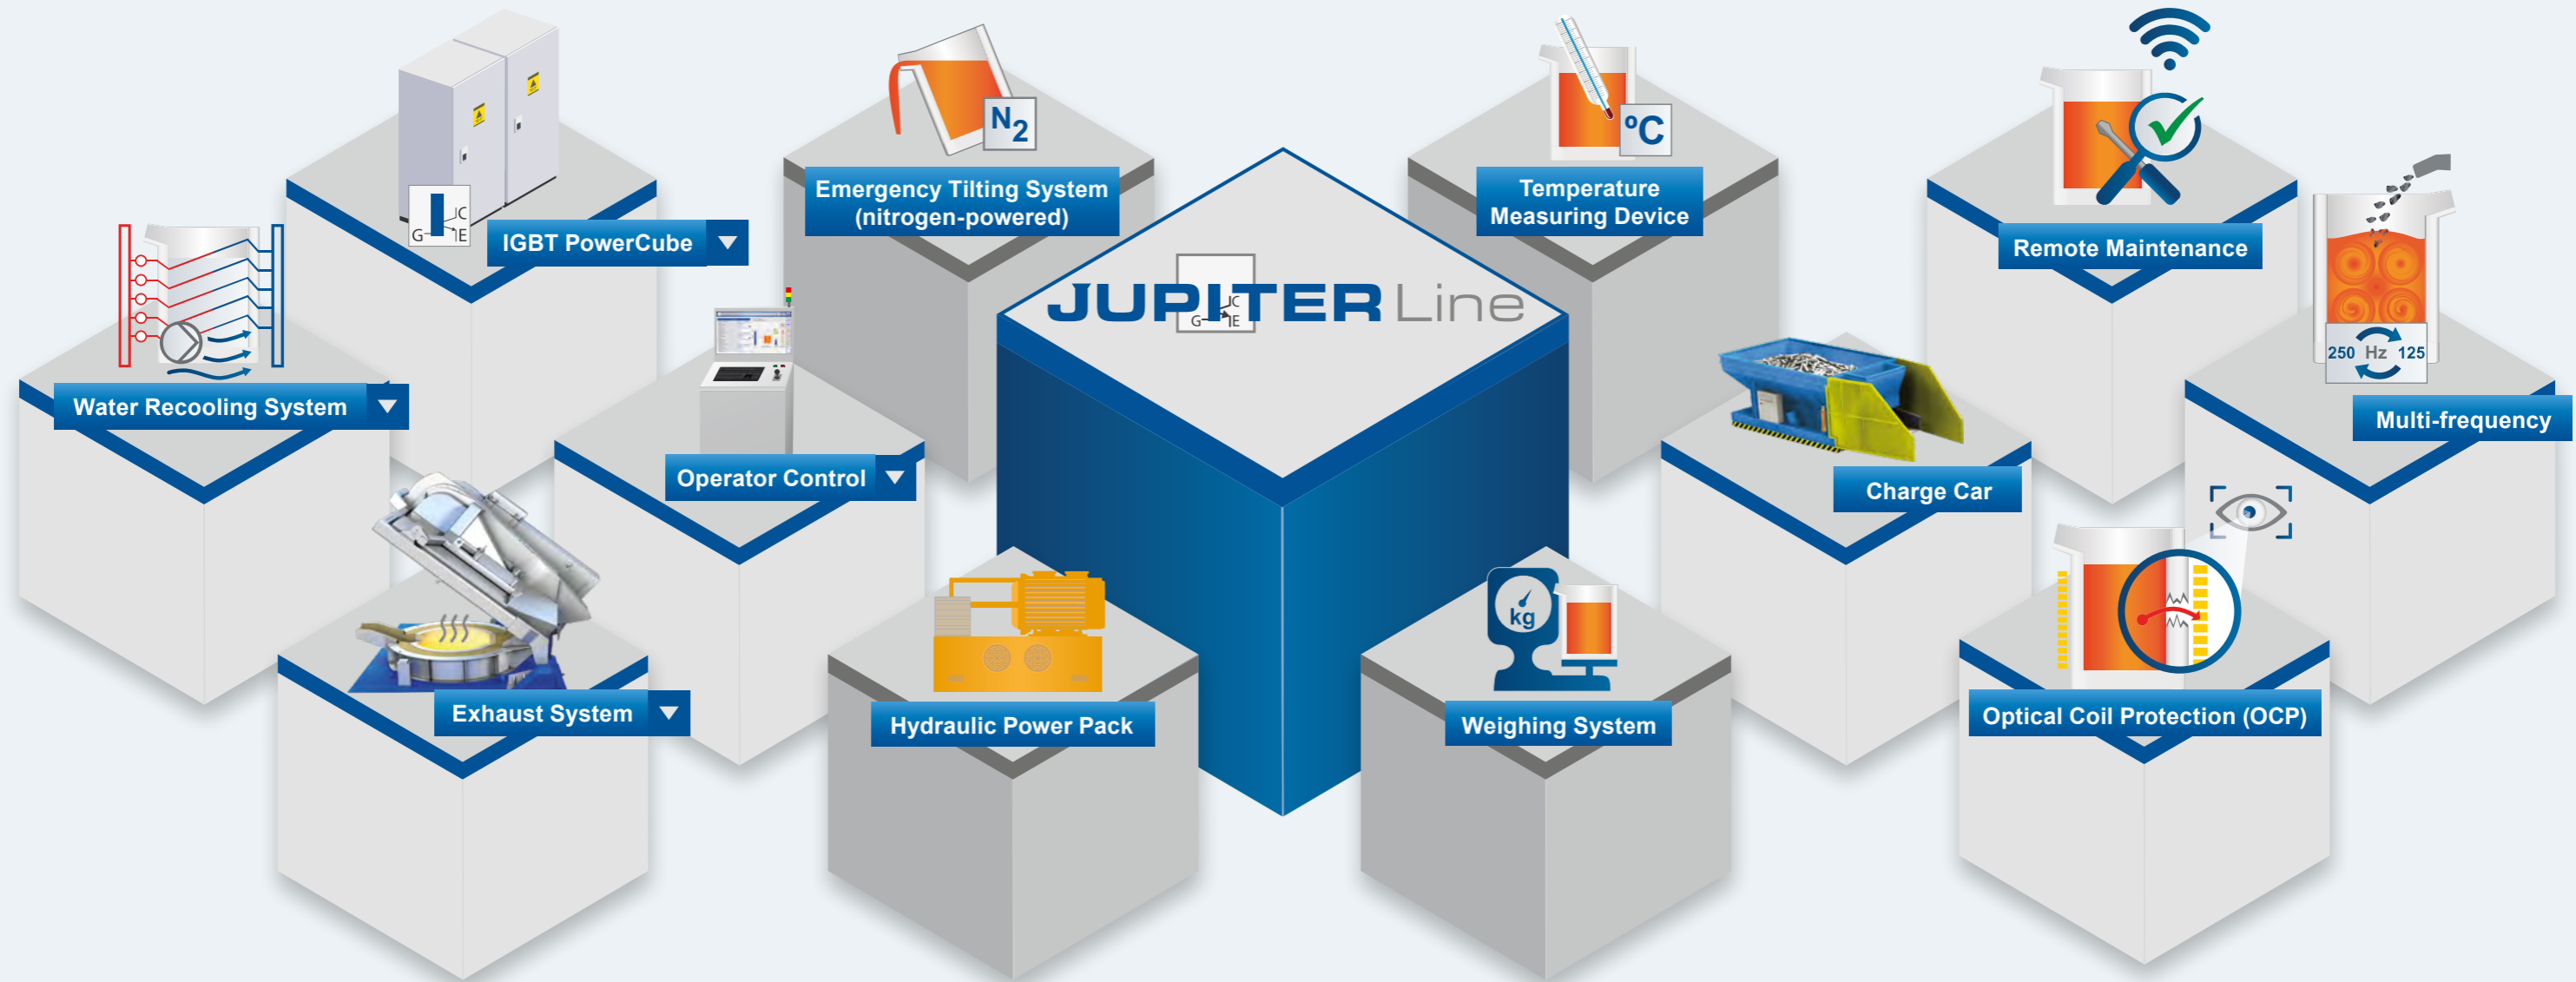 IGBT PowerCube
G
C
E
Emergency Tilting System
(nitrogen-powered)
N2
Temperature
Measuring Device
ºC
Remote Maintenance
Water Recooling System
Operator Control
JUPITER Line
G
C
E
250 Hz 125
Multi-frequency
Charge Car
Exhaust System
Hydraulic Power Pack
kg
Weighing System
Optical Coil Protection (OCP)